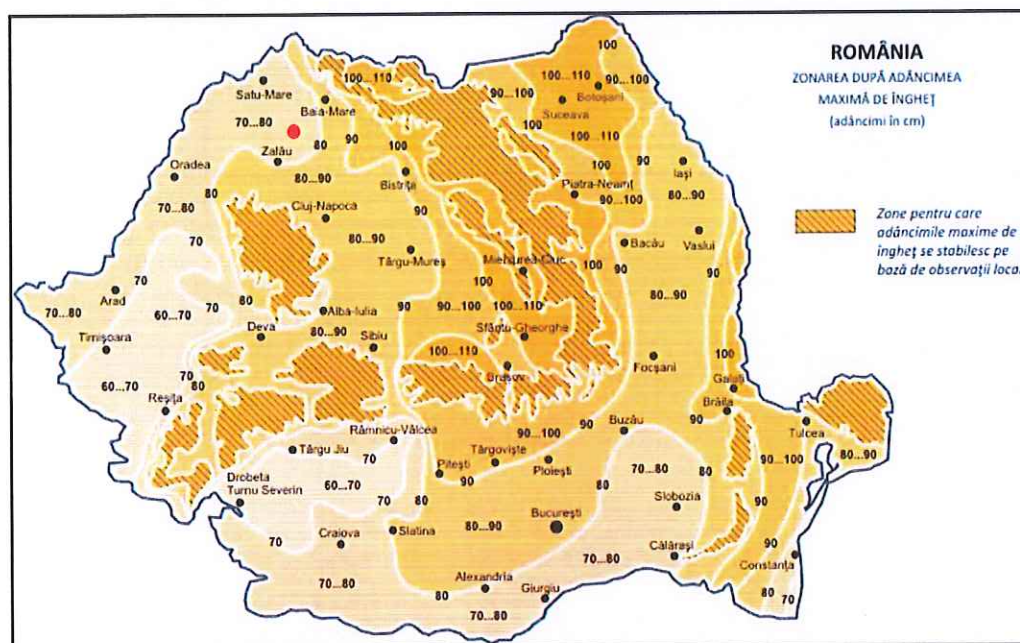 ROMÂNIA
ZONAREA DUPĂ ADÂNCIMEA
MAXIMĂ DE ÎNGHEȚ
(adâncimi în cm)
Zone pentru care
adâncimile maxime de
îngheț se stabilesc pe
bază de observații local
100
100...110
100...110
90...100
Satu-Mare
Botoșani
90...100
Baia-Mare
Suceava
70...80
100
100...110
90
80
90
Zalău
100
90
Iași
Oradea
80...90
Bistrița
Piatra-Neamț
80...90
80
90...100
70...80
Cluj-Napoca
90
70
80...90
Bacău
Vaslui
Târgu-Mureș
Miercurea-Ciuc
100
90
70
100
80...90
Arad
70
80
90
90...100
100...110
70...80
60...70
Alba-Iulia
90
Deva
80...90
Sfântu-Gheorghe
Timișoara
Sibiu
100...110
100
Focșani
70
Brașov
60...70
80
Galați
Reșița
90
Brăila
Râmnicu-Vâlcea
90...100
90
Buzău
Tulcea
Târgu Jiu
70
Târgoviște
90...100
80...90
Pitești
Ploiești
70...80
80
Drobeta
Turnu Severin
60...70
90
80
70
80
Slobozia
90
București
Craiova
Slatina
80...90
70
90
Călărași
70...80
Constanța
70...80
Alexandria
80
Giurgiu
80
70
70...80